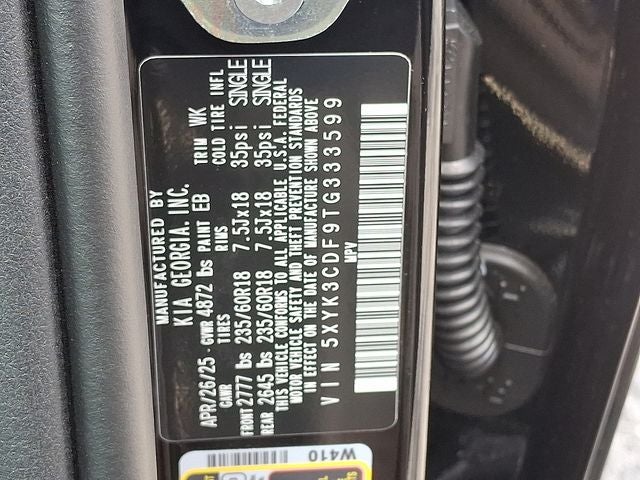 MANUFACTURED BY
KIA GEORGIA, INC.
APR/26/25 GVWR 4872 lbs PAINT EB TRIM WK
GAWR TIRES RIMS COLD TIRE INFL
FRONT 2777 lbs 235/60R18 7.5Jx18 35psi SINGLE
REAR 2645 lbs 235/60R18 7.5Jx18 35psi SINGLE
THIS VEHICLE CONFORMS TO ALL APPLICABLE U.S.A. FEDERAL
MOTOR VEHICLE SAFETY AND THEFT PREVENTION STANDARDS
IN EFFECT ON THE DATE OF MANUFACTURE SHOWN ABOVE
VIN 5XYK3CDF9TG333599
MPV
W410